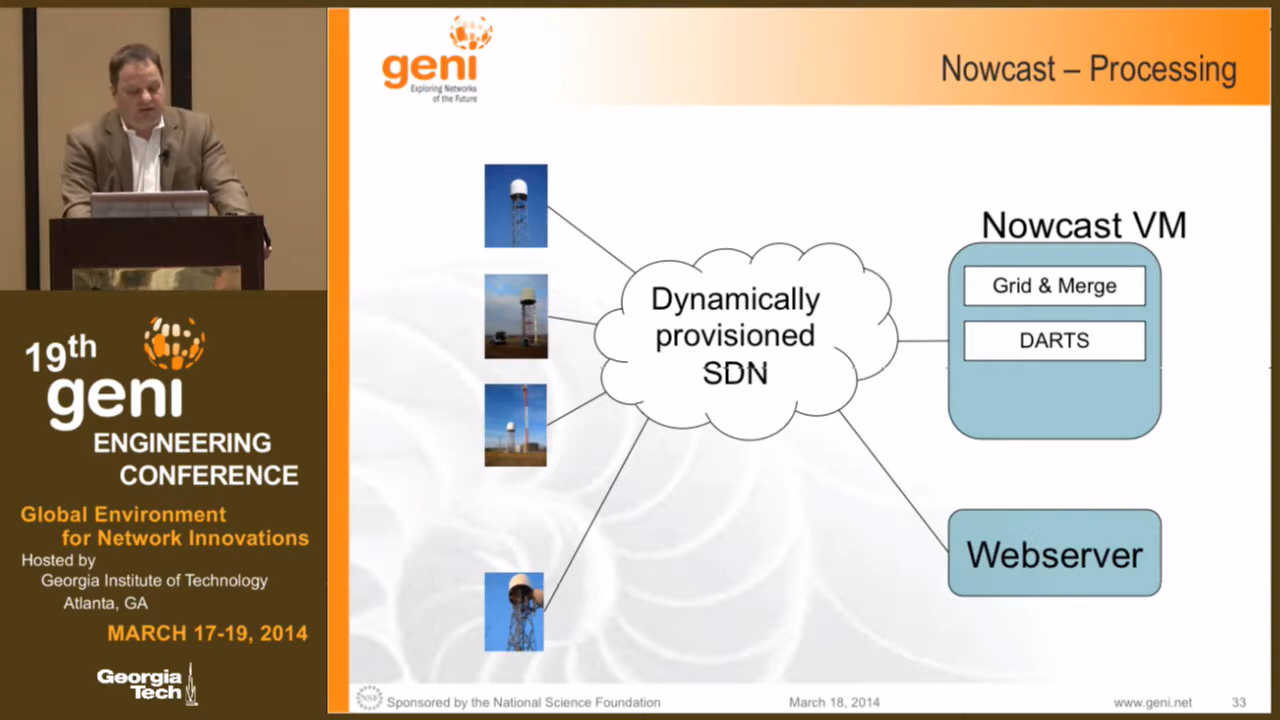 geni
Exploring Networks
of the Future
Nowcast – Processing
Dynamically
provisioned
SDN
Nowcast VM
Grid & Merge
DARTS
Webserver
19th
geni
ENGINEERING
CONFERENCE
Global Environment
for Network Innovations
Hosted by
Georgia Institute of Technology
Atlanta, GA
MARCH 17-19, 2014
Georgia
Tech
NSF
Sponsored by the National Science Foundation
March 18, 2014
www.geni.net
33